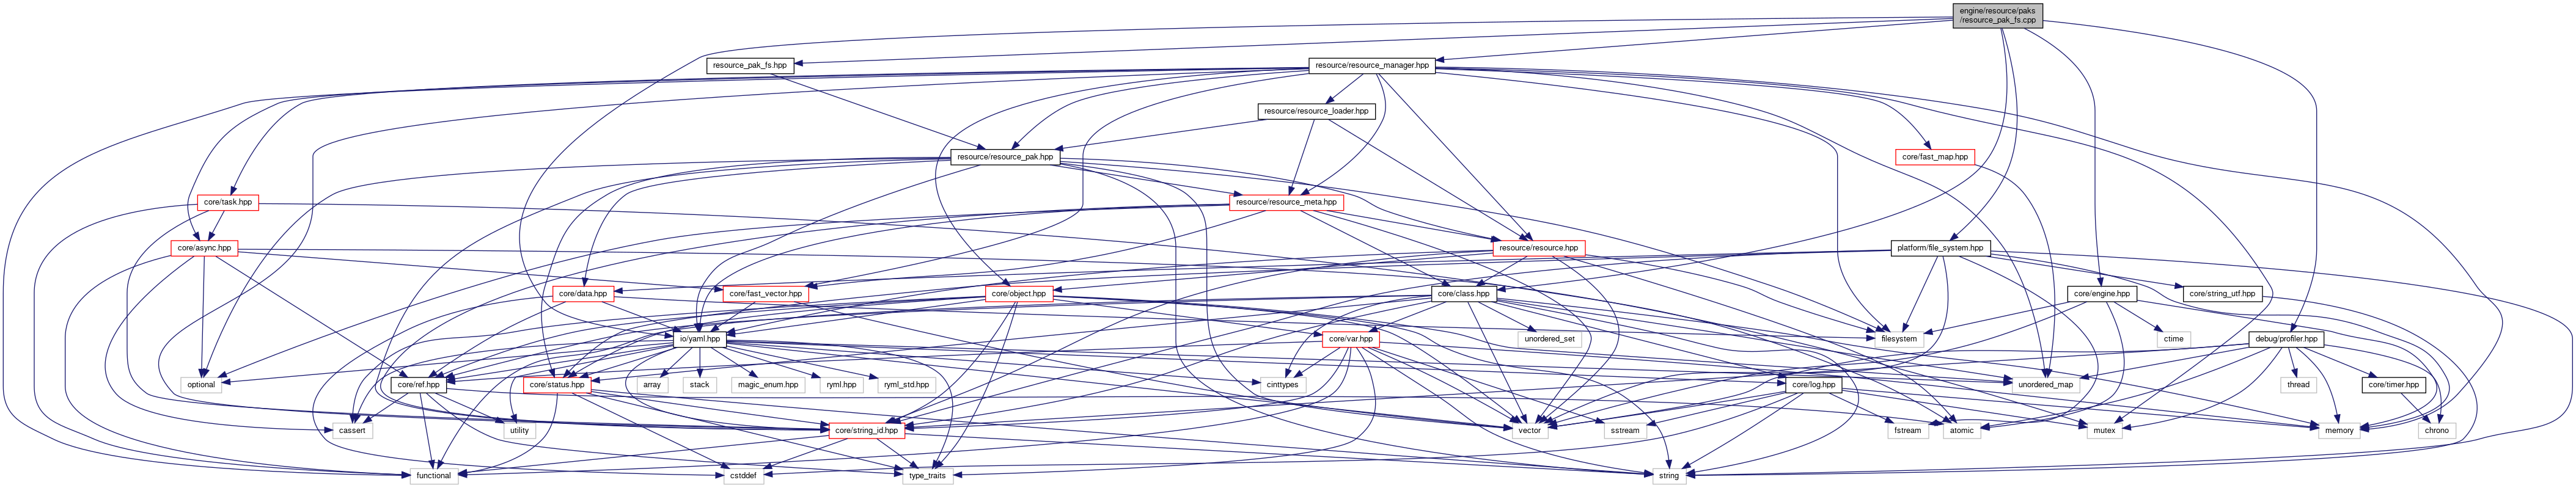 engine/resource/paks
/resource_pak_fs.cpp
resource_pak_fs.hpp
resource/resource_manager.hpp
resource/resource_loader.hpp
resource/resource_pak.hpp
core/fast_map.hpp
core/task.hpp
resource/resource_meta.hpp
core/async.hpp
resource/resource.hpp
platform/file_system.hpp
core/data.hpp
core/fast_vector.hpp
core/object.hpp
core/class.hpp
core/engine.hpp
core/string_utf.hpp
io/yaml.hpp
unordered_set
core/var.hpp
filesystem
ctime
debug/profiler.hpp
optional
core/ref.hpp
core/status.hpp
array
stack
magic_enum.hpp
ryml.hpp
ryml_std.hpp
cinttypes
core/log.hpp
unordered_map
thread
core/timer.hpp
cassert
utility
core/string_id.hpp
vector
sstream
fstream
atomic
mutex
memory
chrono
functional
cstddef
type_traits
string